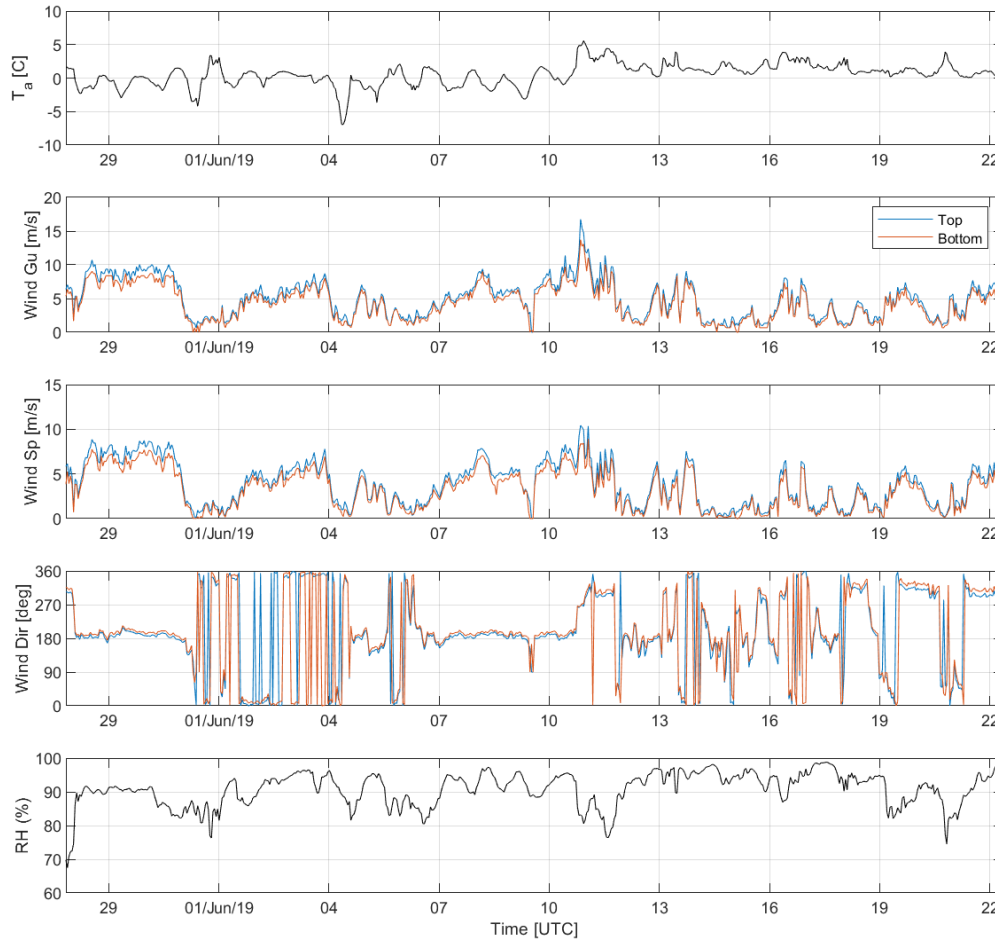 10
5
0
-5
-10
T_a [C]
29 01/Jun/19 04 07 10 13 16 19 22
20
15
10
5
0
Wind Gu [m/s]
Top
Bottom
29 01/Jun/19 04 07 10 13 16 19 22
15
10
5
0
Wind Sp [m/s]
29 01/Jun/19 04 07 10 13 16 19 22
360
270
180
90
0
Wind Dir [deg]
29 01/Jun/19 04 07 10 13 16 19 22
100
90
80
70
60
RH (%)
29 01/Jun/19 04 07 10 13 16 19 22
Time [UTC]